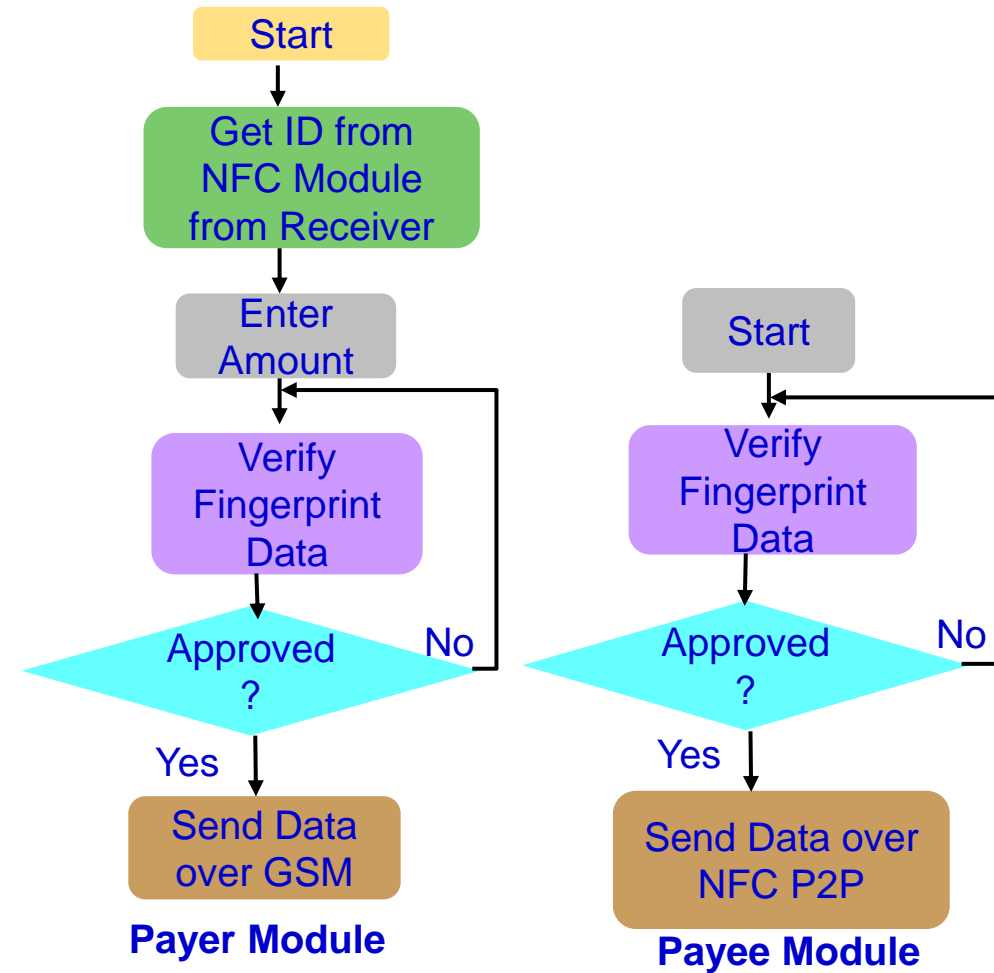 Start
Get ID from
NFC Module
from Receiver
Enter
Amount
Verify
Fingerprint
Data
Approved
?
No
Yes
Send Data
over GSM
Payer Module
Start
Verify
Fingerprint
Data
Approved
?
No
Yes
Send Data over
NFC P2P
Payee Module